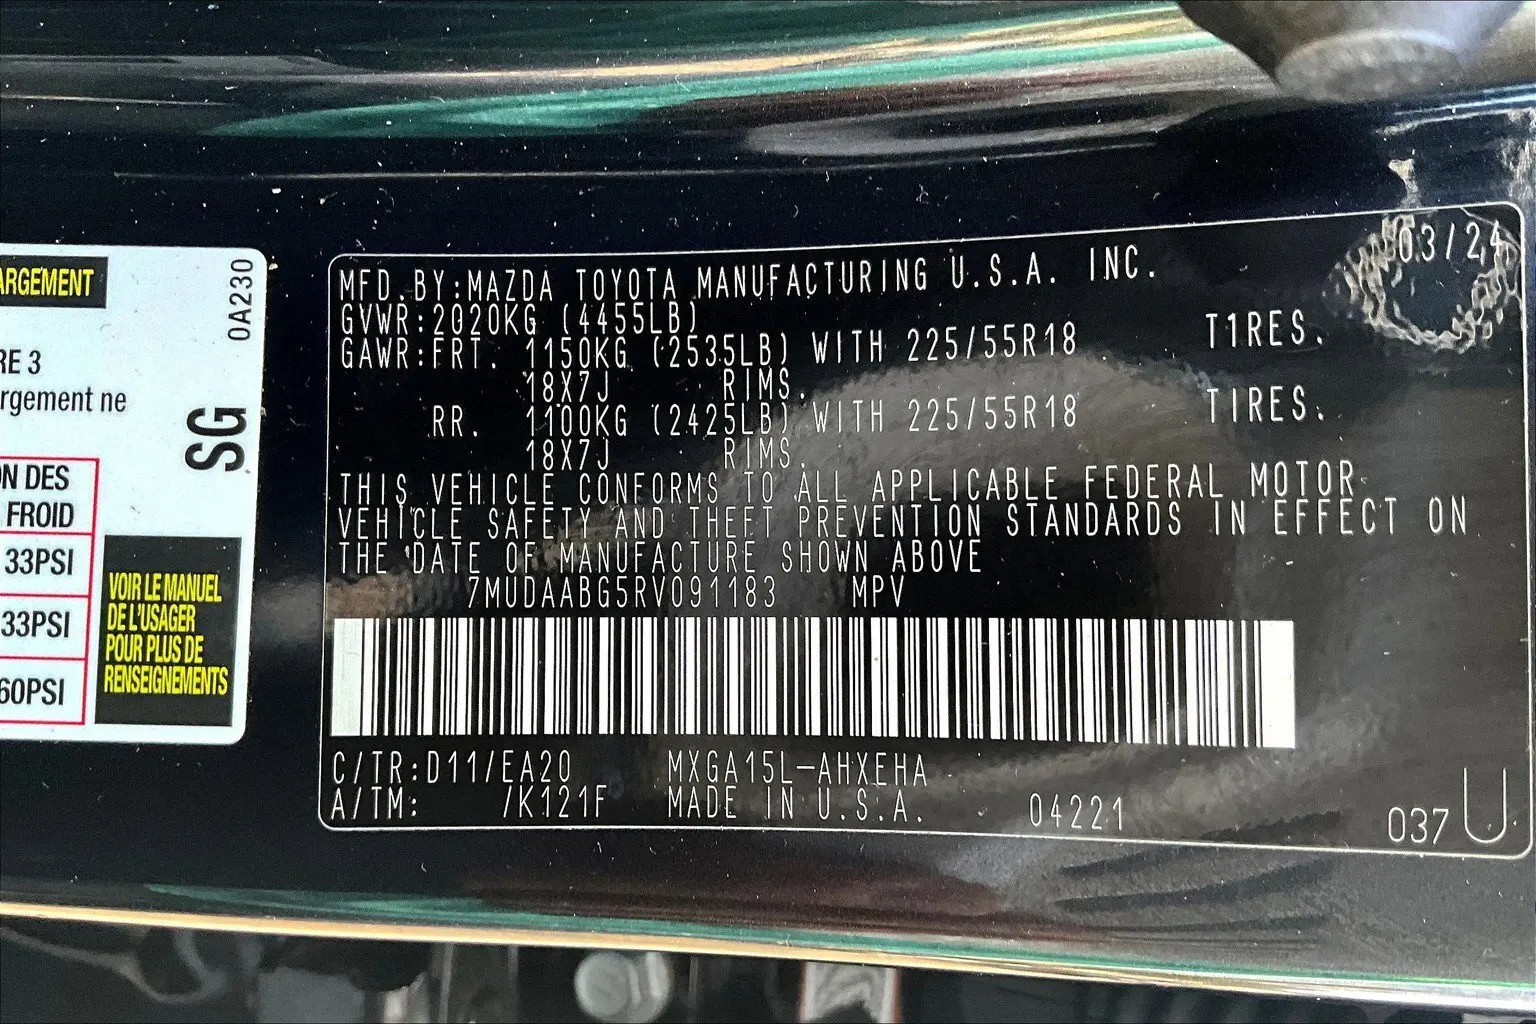 ARGEMENT
0A230
RE 3
rgement ne
SG
ON DES
FROID
33PSI
33PSI
60PSI
VOIR LE MANUEL
DE L'USAGER
POUR PLUS DE
RENSEIGNEMENTS
03/24
MFD.BY:MAZDA TOYOTA MANUFACTURING U.S.A. INC.
GVWR:2020KG (4455LB)
GAWR:FRT. 1150KG (2535LB) WITH 225/55R18 T1RES.
18X7J RIMS.
RR. 1100KG (2425LB) WITH 225/55R18 TIRES.
18X7J RIMS.
THIS VEHICLE CONFORMS TO ALL APPLICABLE FEDERAL MOTOR
VEHICLE SAFETY AND THEFT PREVENTION STANDARDS IN EFFECT ON
THE DATE OF MANUFACTURE SHOWN ABOVE
7MUDAABG5RV091183 MPV
C/TR:D11/EA20 MXGA15L-AHXEHA
A/TM: /K121F MADE IN U.S.A. 04221
037 U